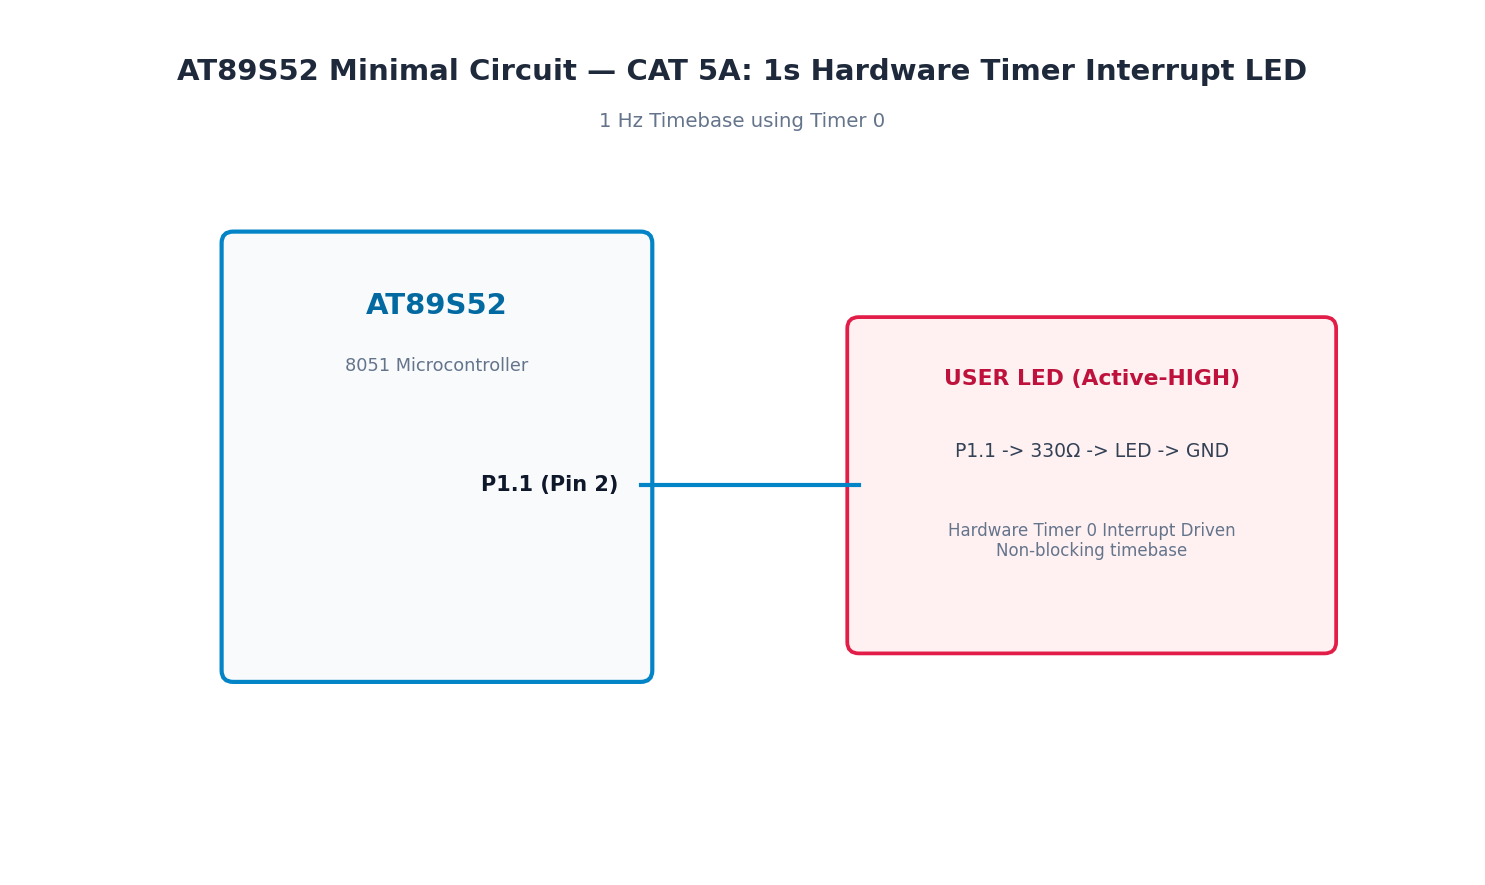 AT89S52 Minimal Circuit — CAT 5A: 1s Hardware Timer Interrupt LED
1 Hz Timebase using Timer 0
AT89S52
8051 Microcontroller
P1.1 (Pin 2)
USER LED (Active-HIGH)
P1.1 -> 330Ω -> LED -> GND
Hardware Timer 0 Interrupt Driven
Non-blocking timebase